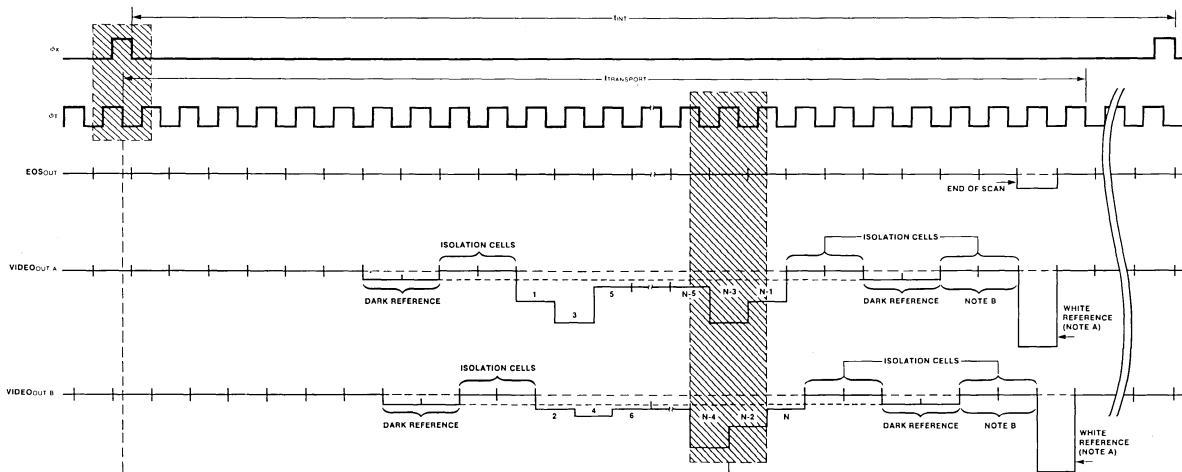 tINT
ϕX
tTRANSPORT
ϕT
EOSOUT
END OF SCAN
ISOLATION CELLS
ISOLATION CELLS
VIDEOOUT A
DARK REFERENCE
1
3
5
N-5
N-3
N-1
DARK REFERENCE
NOTE B
WHITE
REFERENCE
(NOTE A)
ISOLATION CELLS
ISOLATION CELLS
VIDEOOUT B
DARK REFERENCE
2
4
6
N-4
N-2
N
DARK REFERENCE
NOTE B
WHITE
REFERENCE
(NOTE A)